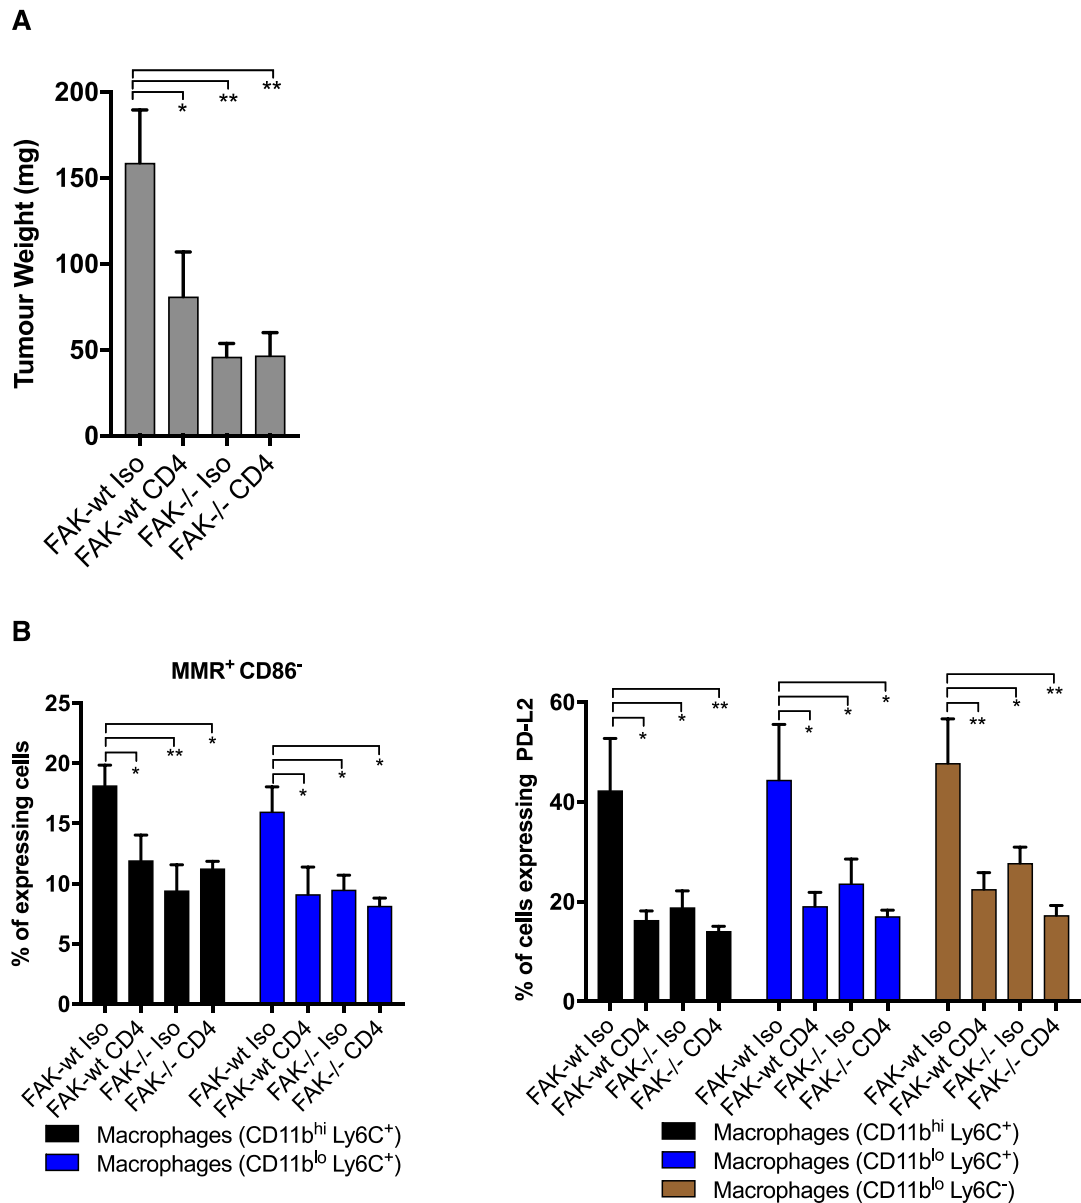 A
Tumour Weight (mg)
200
150
100
50
0
*
**
**
FAK-wt Iso
FAK-wt CD4
FAK-/- Iso
FAK-/- CD4
B
MMR+ CD86-
% of expressing cells
25
20
15
10
5
0
*
**
*
*
*
*
FAK-wt Iso
FAK-wt CD4
FAK-/- Iso
FAK-/- CD4
FAK-wt Iso
FAK-wt CD4
FAK-/- Iso
FAK-/- CD4
Macrophages (CD11bhi Ly6C+)
Macrophages (CD11blo Ly6C+)
% of cells expressing PD-L2
60
40
20
0
*
*
**
*
*
*
**
*
**
FAK-wt Iso
FAK-wt CD4
FAK-/- Iso
FAK-/- CD4
FAK-wt Iso
FAK-wt CD4
FAK-/- Iso
FAK-/- CD4
FAK-wt Iso
FAK-wt CD4
FAK-/- Iso
FAK-/- CD4
Macrophages (CD11bhi Ly6C+)
Macrophages (CD11blo Ly6C+)
Macrophages (CD11blo Ly6C-)